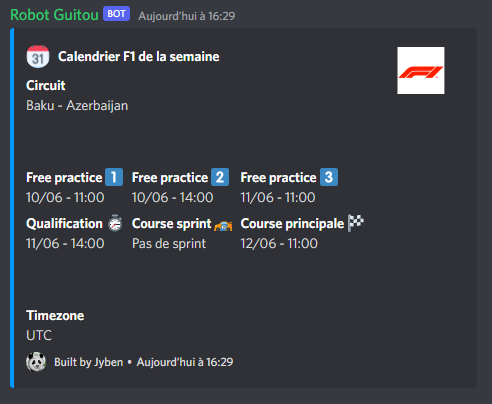 Robot Guitou BOT Aujourd'hui à 16:29
31 Calendrier F1 de la semaine
Circuit
Baku - Azerbaijan
Free practice 1 Free practice 2 Free practice 3
10/06 - 11:00 10/06 - 14:00 11/06 - 11:00
Qualification Course sprint Course principale
11/06 - 14:00 Pas de sprint 12/06 - 11:00
Timezone
UTC
Built by Jyben • Aujourd'hui à 16:29